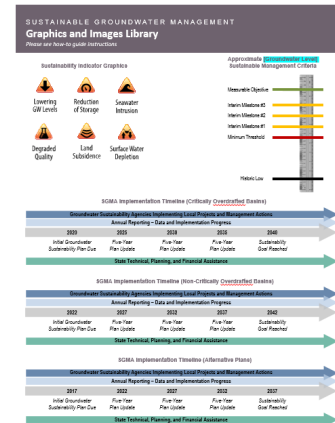 SUSTAINABLE GROUNDWATER MANAGEMENT
Graphics and Images Library
Please see how-to guide instructions
Sustainability Indicator Graphics
Lowering
GW Levels
Reduction
of Storage
Seawater
Intrusion
Degraded
Quality
Land
Subsidence
Surface Water
Depletion
Approximate (Groundwater Level)
Sustainable Management Criteria
Measurable Objective
Interim Milestone #3
Interim Milestone #2
Interim Milestone #1
Minimum Threshold
Historic Low
SGMA Implementation Timeline (Critically Overdrafted Basins)
Groundwater Sustainability Agencies Implementing Local Projects and Management Actions
Annual Reporting – Data and Implementation Progress
2020 2025 2030 2035 2040
Initial Groundwater Five-Year Five-Year Five-Year Sustainability
Sustainability Plan Due Plan Update Plan Update Plan Update Goal Reached
State Technical, Planning, and Financial Assistance
SGMA Implementation Timeline (Non-Critically Overdrafted Basins)
Groundwater Sustainability Agencies Implementing Local Projects and Management Actions
Annual Reporting – Data and Implementation Progress
2022 2027 2032 2037 2042
Initial Groundwater Five-Year Five-Year Five-Year Sustainability
Sustainability Plan Due Plan Update Plan Update Plan Update Goal Reached
State Technical, Planning, and Financial Assistance
SGMA Implementation Timeline (Alternative Plans)
Groundwater Sustainability Agencies Implementing Local Projects and Management Actions
Annual Reporting – Data and Implementation Progress
2017 2022 2027 2032 2037
Initial Groundwater Five-Year Five-Year Five-Year Sustainability
Sustainability Plan Due Plan Update Plan Update Plan Update Goal Reached
State Technical, Planning, and Financial Assistance